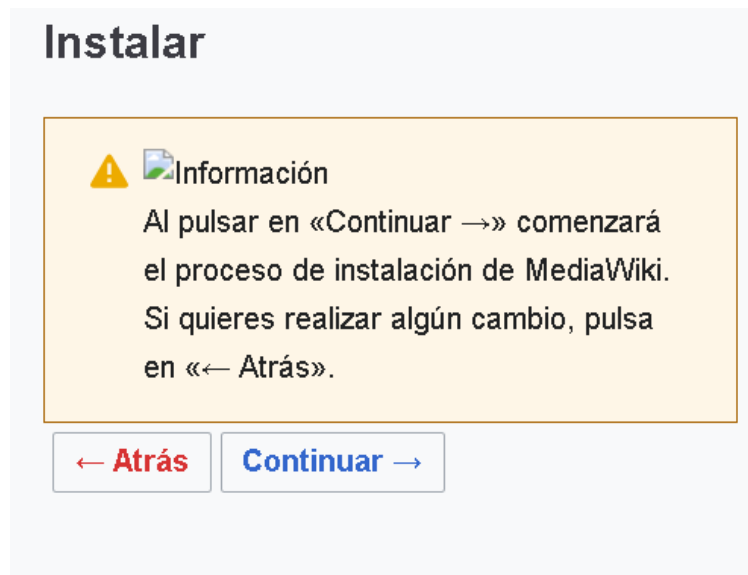 Instalar
Información
Al pulsar en «Continuar →» comenzará
el proceso de instalación de MediaWiki.
Si quieres realizar algún cambio, pulsa
en «← Atrás».
← Atrás Continuar →